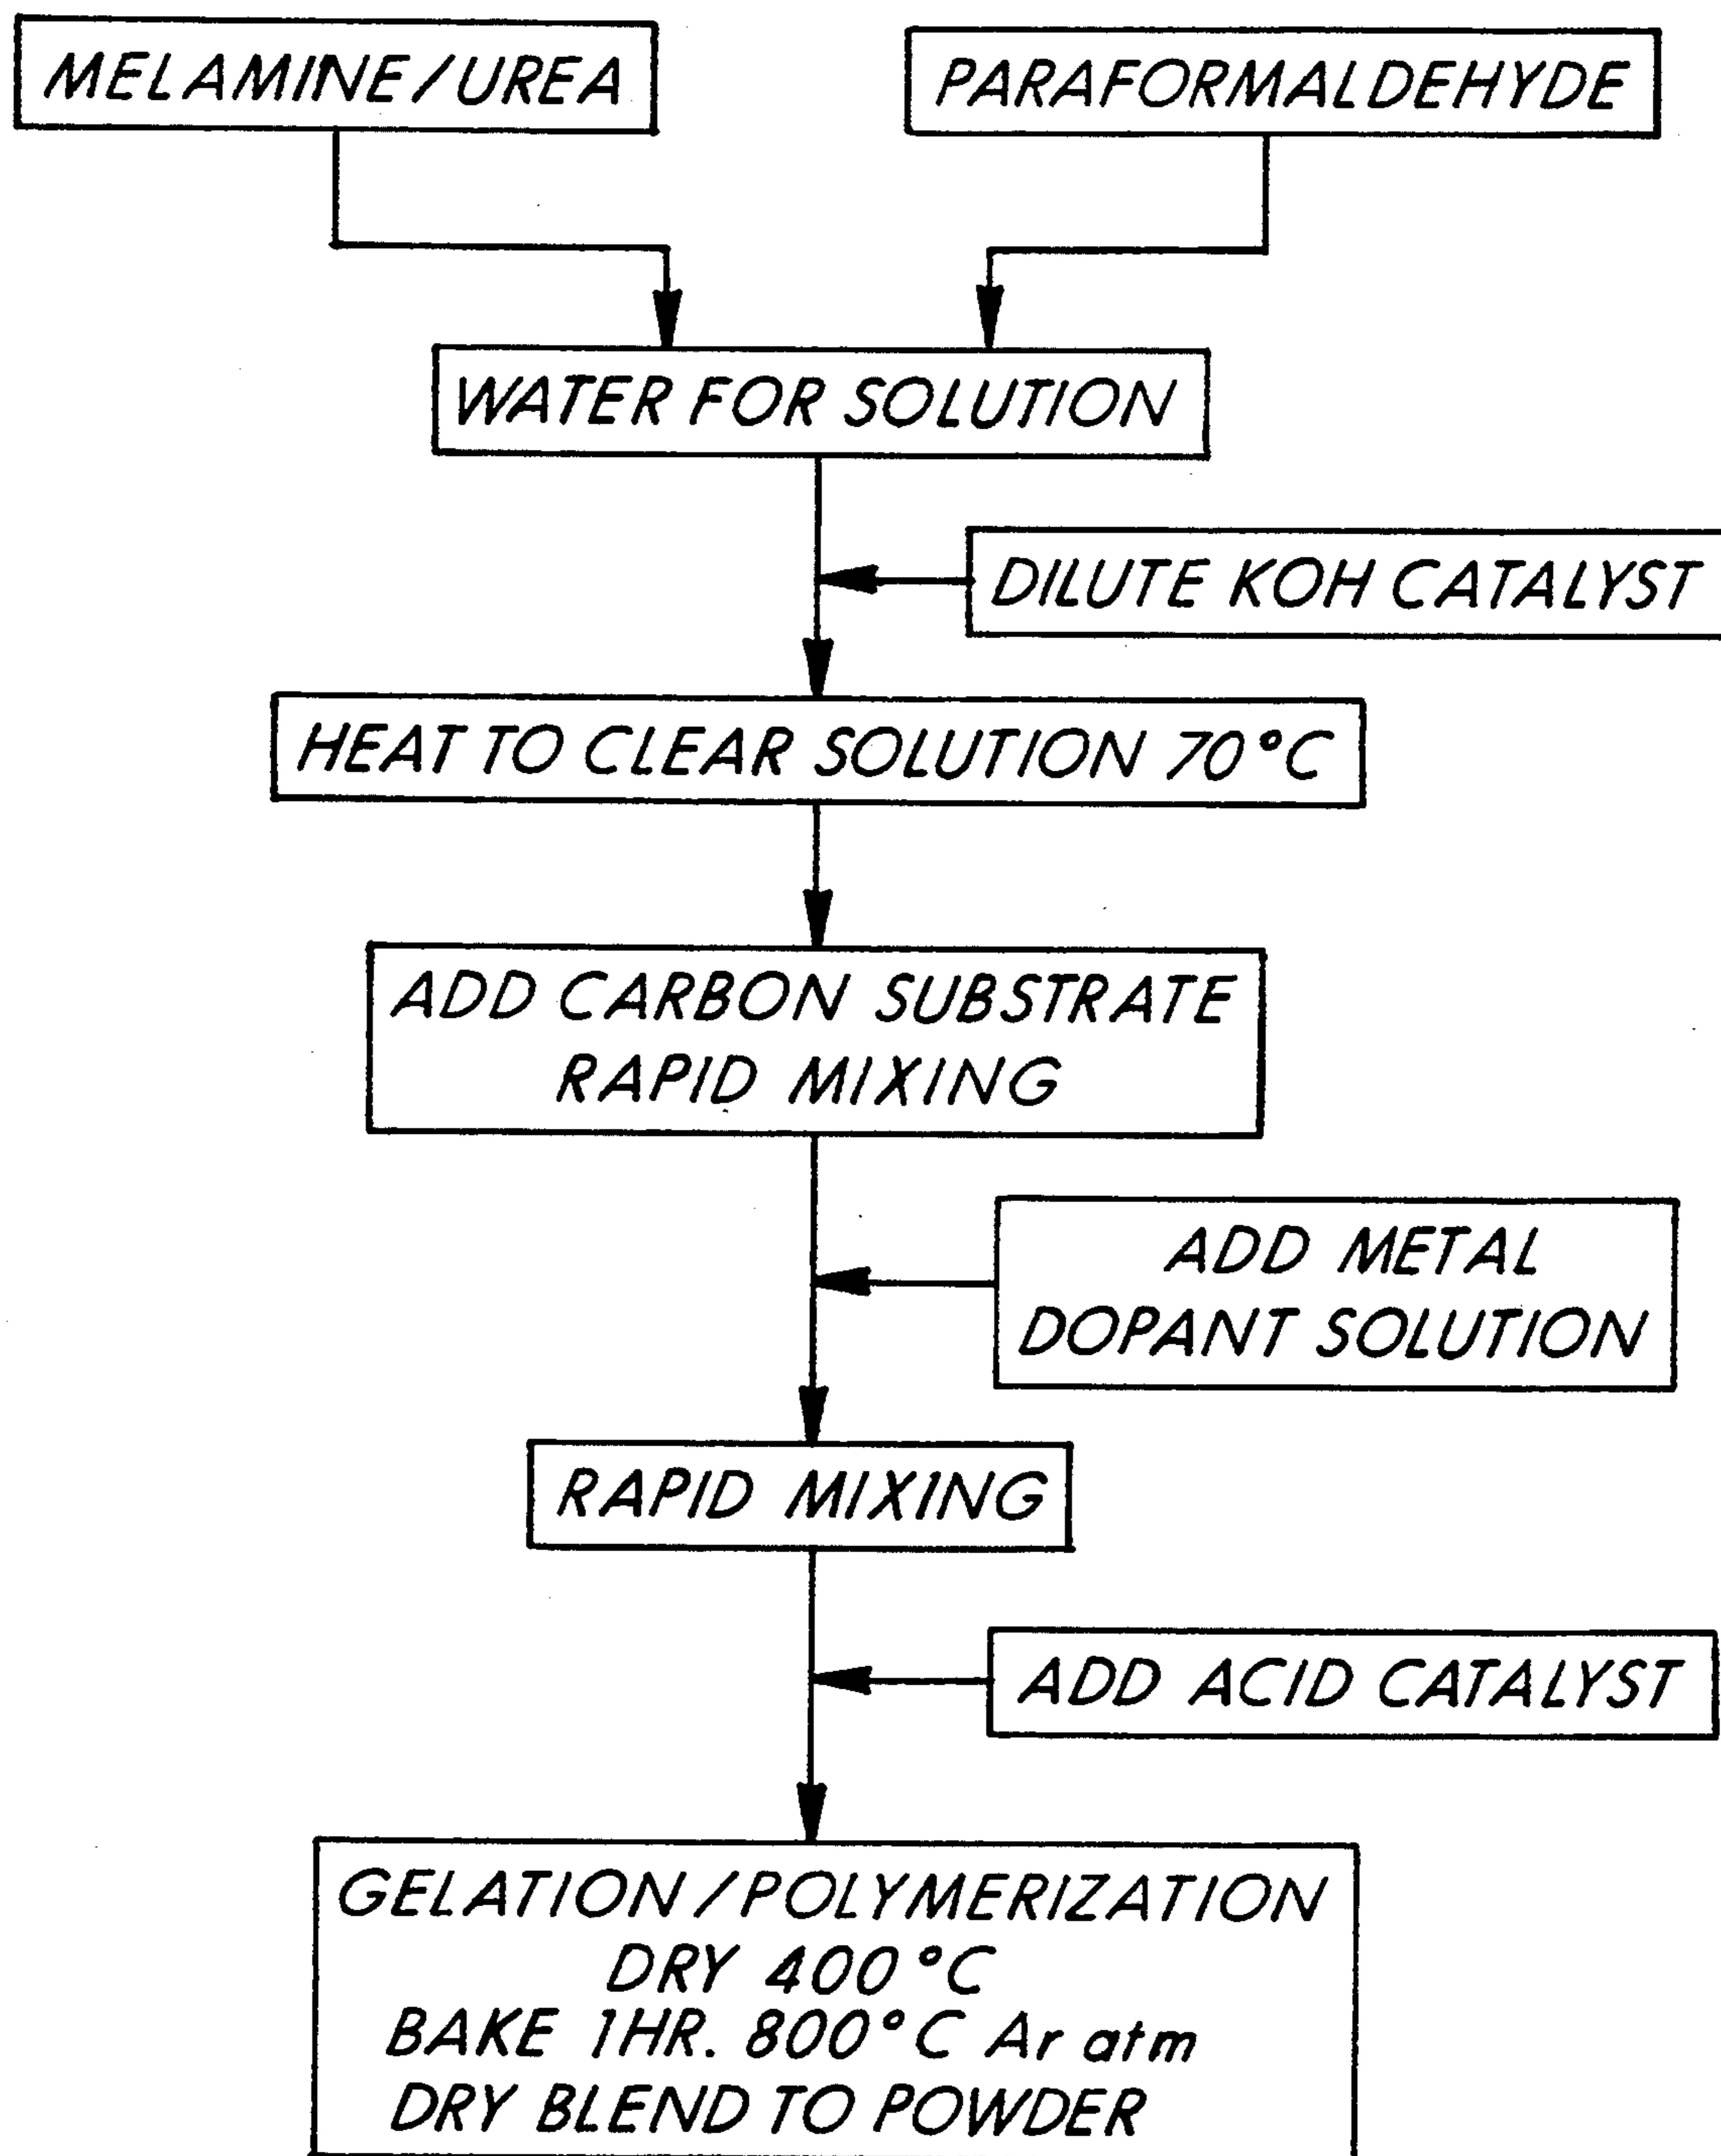 MELAMINE/UREA
PARAFORMALDEHYDE
WATER FOR SOLUTION
DILUTE KOH CATALYST
HEAT TO CLEAR SOLUTION 70°C
ADD CARBON SUBSTRATE
RAPID MIXING
ADD METAL
DOPANT SOLUTION
RAPID MIXING
ADD ACID CATALYST
GELATION/POLYMERIZATION
DRY 400°C
BAKE 1HR. 800°C Ar atm
DRY BLEND TO POWDER